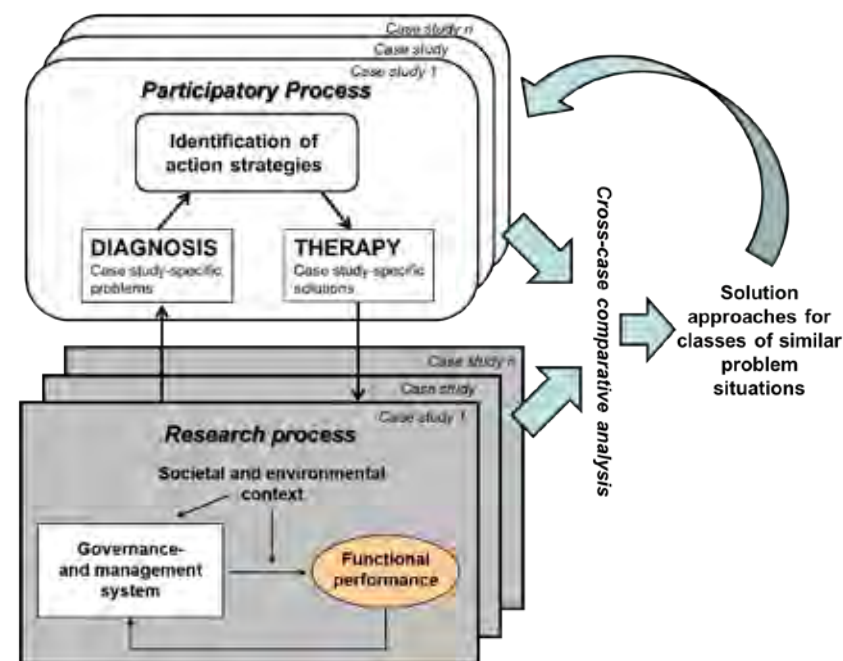 Case study n
Case study
Case study 1
Participatory Process
Identification of
action strategies
DIAGNOSIS
Case study-specific
problems
THERAPY
Case study-specific
solutions
Cross-case comparative analysis
Solution
approaches for
classes of similar
problem
situations
Case study n
Case study
Case study 1
Research process
Societal and environmental
context
Governance-
and management
system
Functional
performance